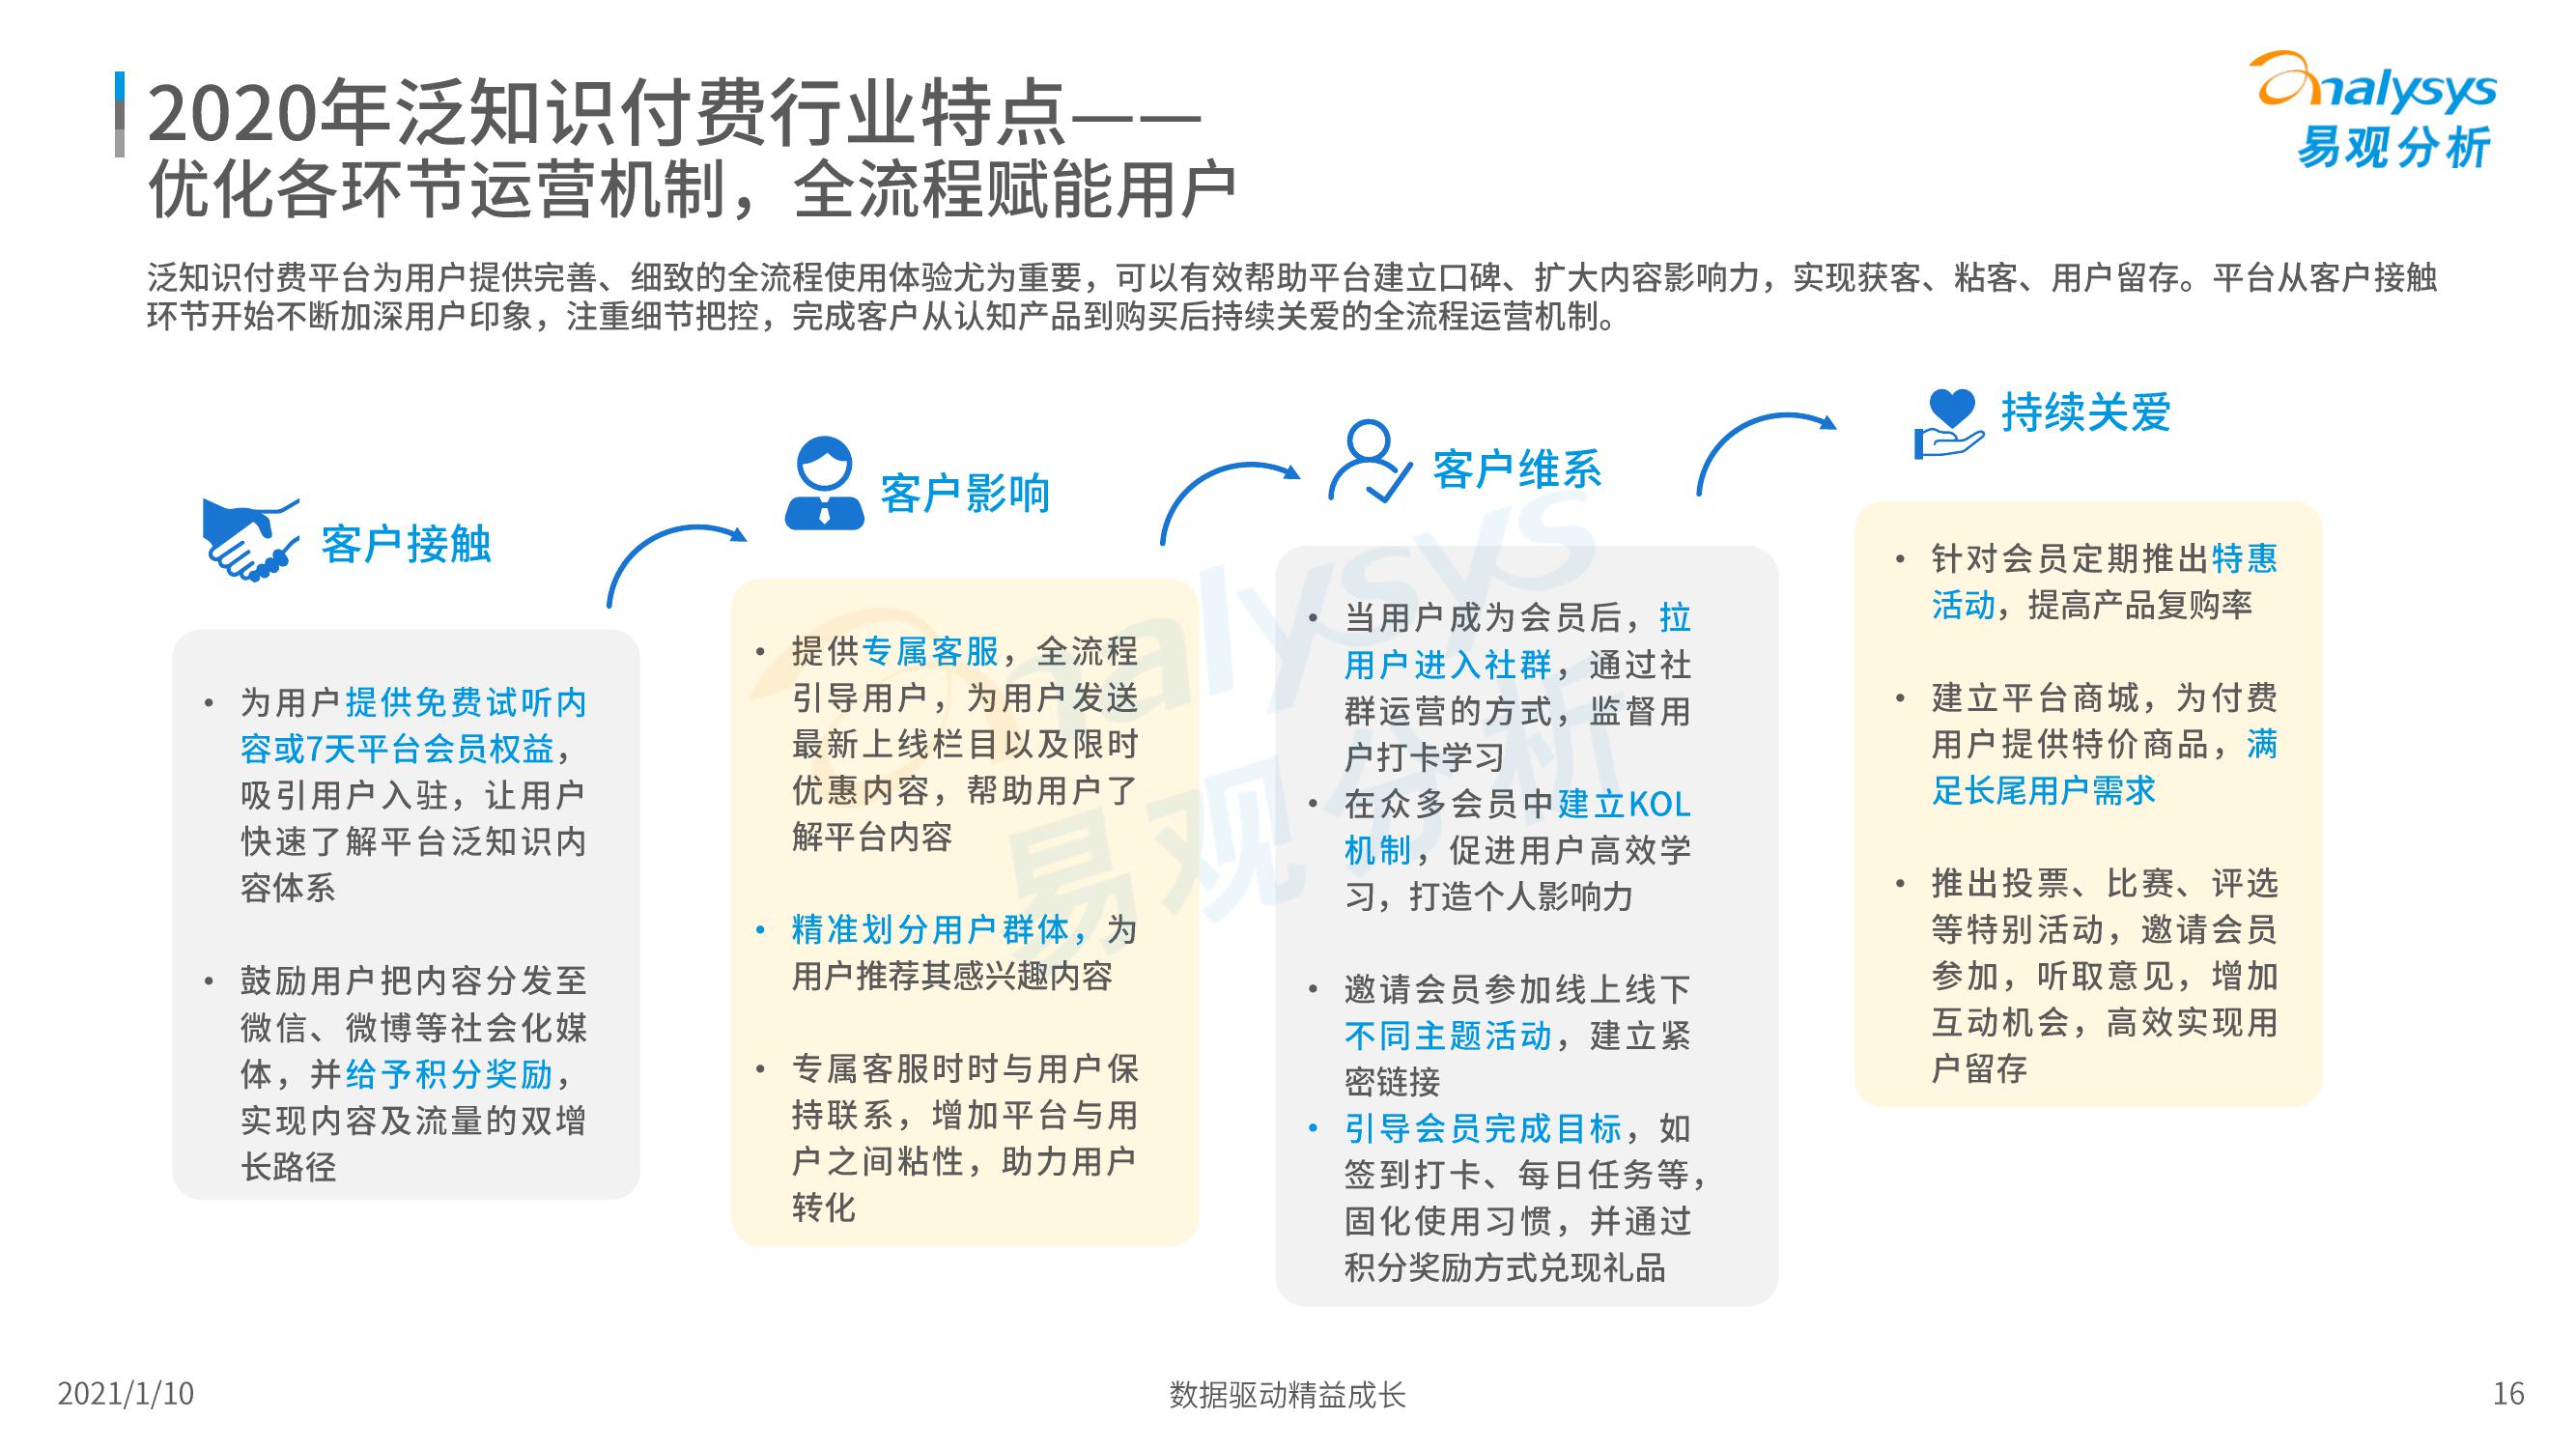 2020年泛知识付费行业特点——
优化各环节运营机制，全流程赋能用户
analysys
易观分析
泛知识付费平台为用户提供完善、细致的全流程使用体验尤为重要，可以有效帮助平台建立口碑、扩大内容影响力，实现获客、粘客、用户留存。平台从客户接触
环节开始不断加深用户印象，注重细节把控，完成客户从认知产品到购买后持续关爱的全流程运营机制。
客户接触
• 为用户提供免费试听内
容或7天平台会员权益，
吸引用户入驻，让用户
快速了解平台泛知识内
容体系
• 鼓励用户把内容分发至
微信、微博等社会化媒
体，并给予积分奖励，
实现内容及流量的双增
长路径
客户影响
• 提供专属客服，全流程
引导用户，为用户发送
最新上线栏目以及限时
优惠内容，帮助用户了
解平台内容
• 精准划分用户群体，为
用户推荐其感兴趣内容
• 专属客服时时与用户保
持联系，增加平台与用
户之间粘性，助力用户
转化
客户维系
• 当用户成为会员后，拉
用户进入社群，通过社
群运营的方式，监督用
户打卡学习
• 在众多会员中建立KOL
机制，促进用户高效学
习，打造个人影响力
• 邀请会员参加线上线下
不同主题活动，建立紧
密链接
• 引导会员完成目标，如
签到打卡、每日任务等，
固化使用习惯，并通过
积分奖励方式兑现礼品
持续关爱
• 针对会员定期推出特惠
活动，提高产品复购率
• 建立平台商城，为付费
用户提供特价商品，满
足长尾用户需求
• 推出投票、比赛、评选
等特别活动，邀请会员
参加，听取意见，增加
互动机会，高效实现用
户留存
analysys
易观分析
2021/1/10
数据驱动精益成长
16